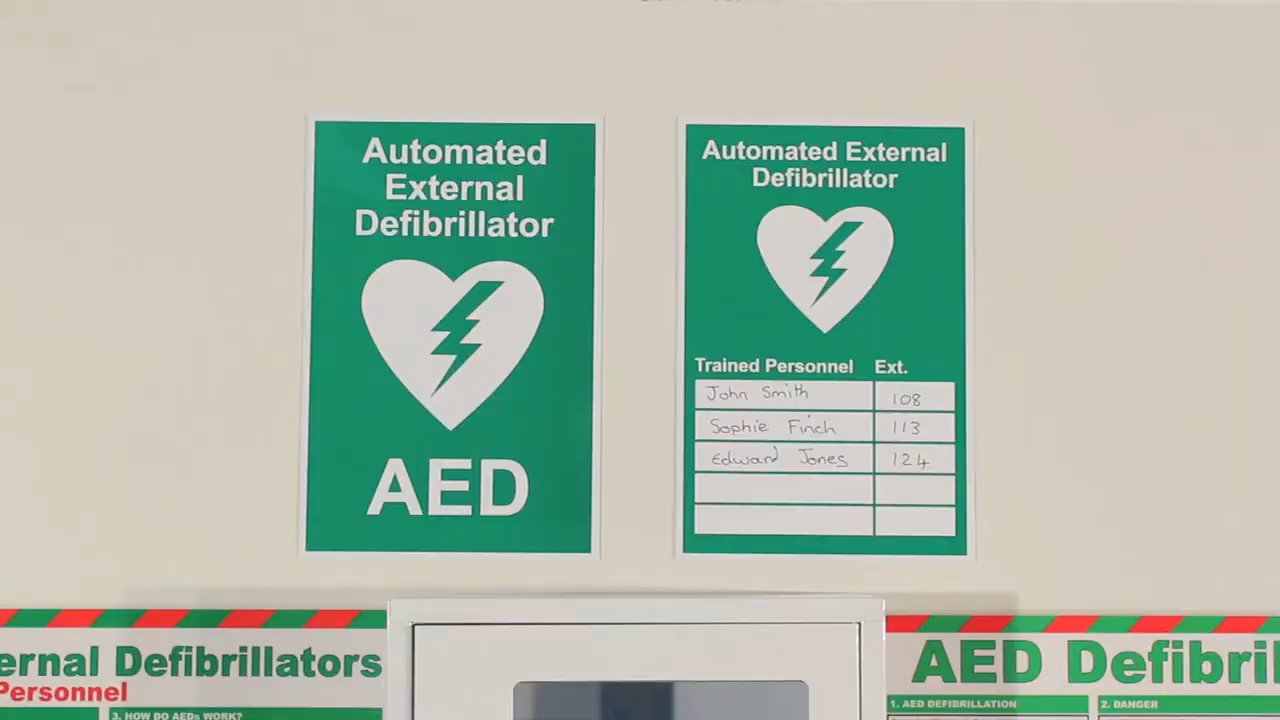 Automated
External
Defibrillator
AED
Automated External
Defibrillator
Trained Personnel Ext.
John Smith 108
Sophie Finch 113
Edward Jones 124
ernal Defibrillators
Personnel
3. HOW DO AEDs WORK?
AED Defibril
1. AED DEFIBRILLATION
2. DANGER